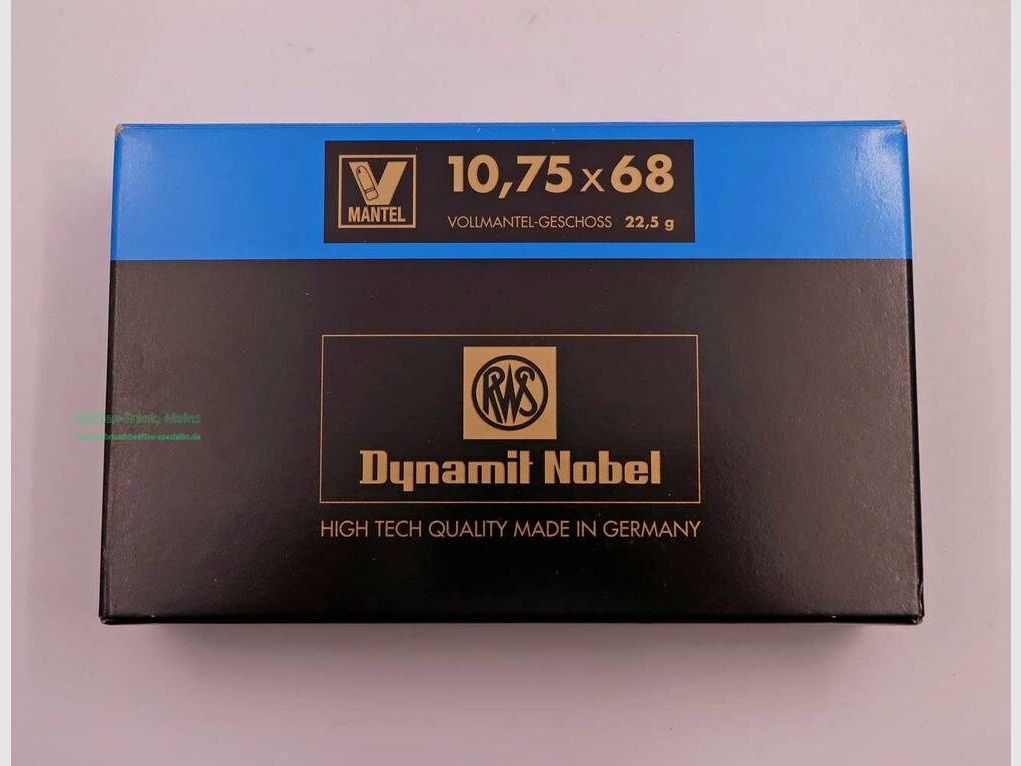 V
MANTEL
10,75 x 68
VOLLMANTEL-GESCHOSS 22,5 g
RWS
Dynamit Nobel
HIGH TECH QUALITY MADE IN GERMANY